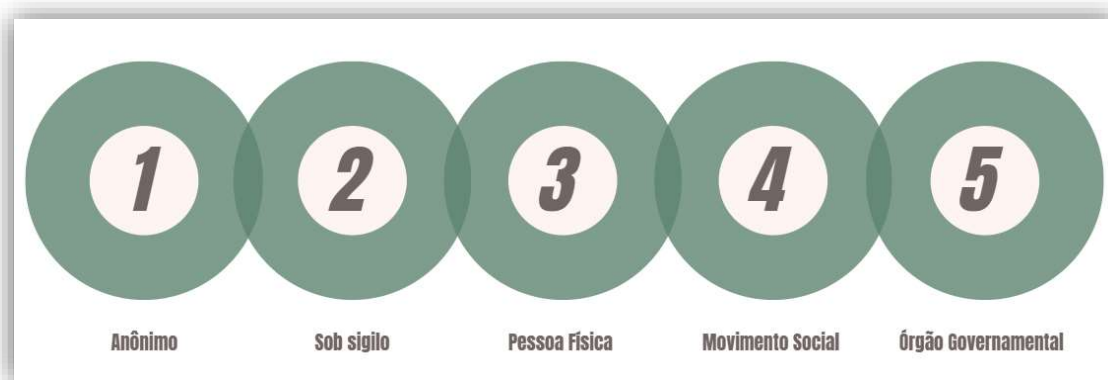 1 2 3 4 5
Anônimo Sob sigilo Pessoa Física Movimento Social Órgão Governamental